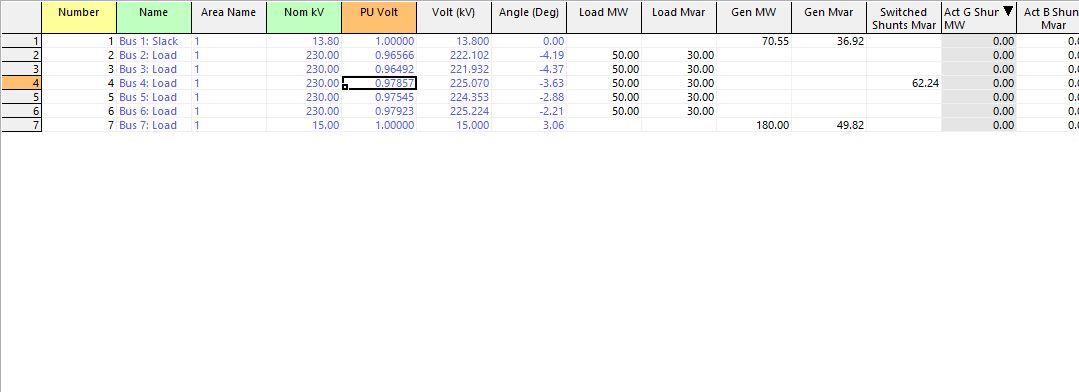 Number Name Area Name Nom kV PU Volt Volt (kV) Angle (Deg) Load MW Load Mvar Gen MW Gen Mvar Switched Shunts Mvar Act G Shur MW Act B Shun Mvar
1 1 Bus 1: Slack 1 13.80 1.00000 13.800 0.00 70.55 36.92 0.00 0.0
2 2 Bus 2: Load 1 230.00 0.96566 222.102 -4.19 50.00 30.00 0.00 0.0
3 3 Bus 3: Load 1 230.00 0.96492 221.932 -4.37 50.00 30.00 0.00 0.0
4 4 Bus 4: Load 1 230.00 0.97857 225.070 -3.63 50.00 30.00 62.24 0.00 0.0
5 5 Bus 5: Load 1 230.00 0.97545 224.353 -2.88 50.00 30.00 0.00 0.0
6 6 Bus 6: Load 1 230.00 0.97923 225.224 -2.21 50.00 30.00 0.00 0.0
7 7 Bus 7: Load 1 15.00 1.00000 15.000 3.06 180.00 49.82 0.00 0.0